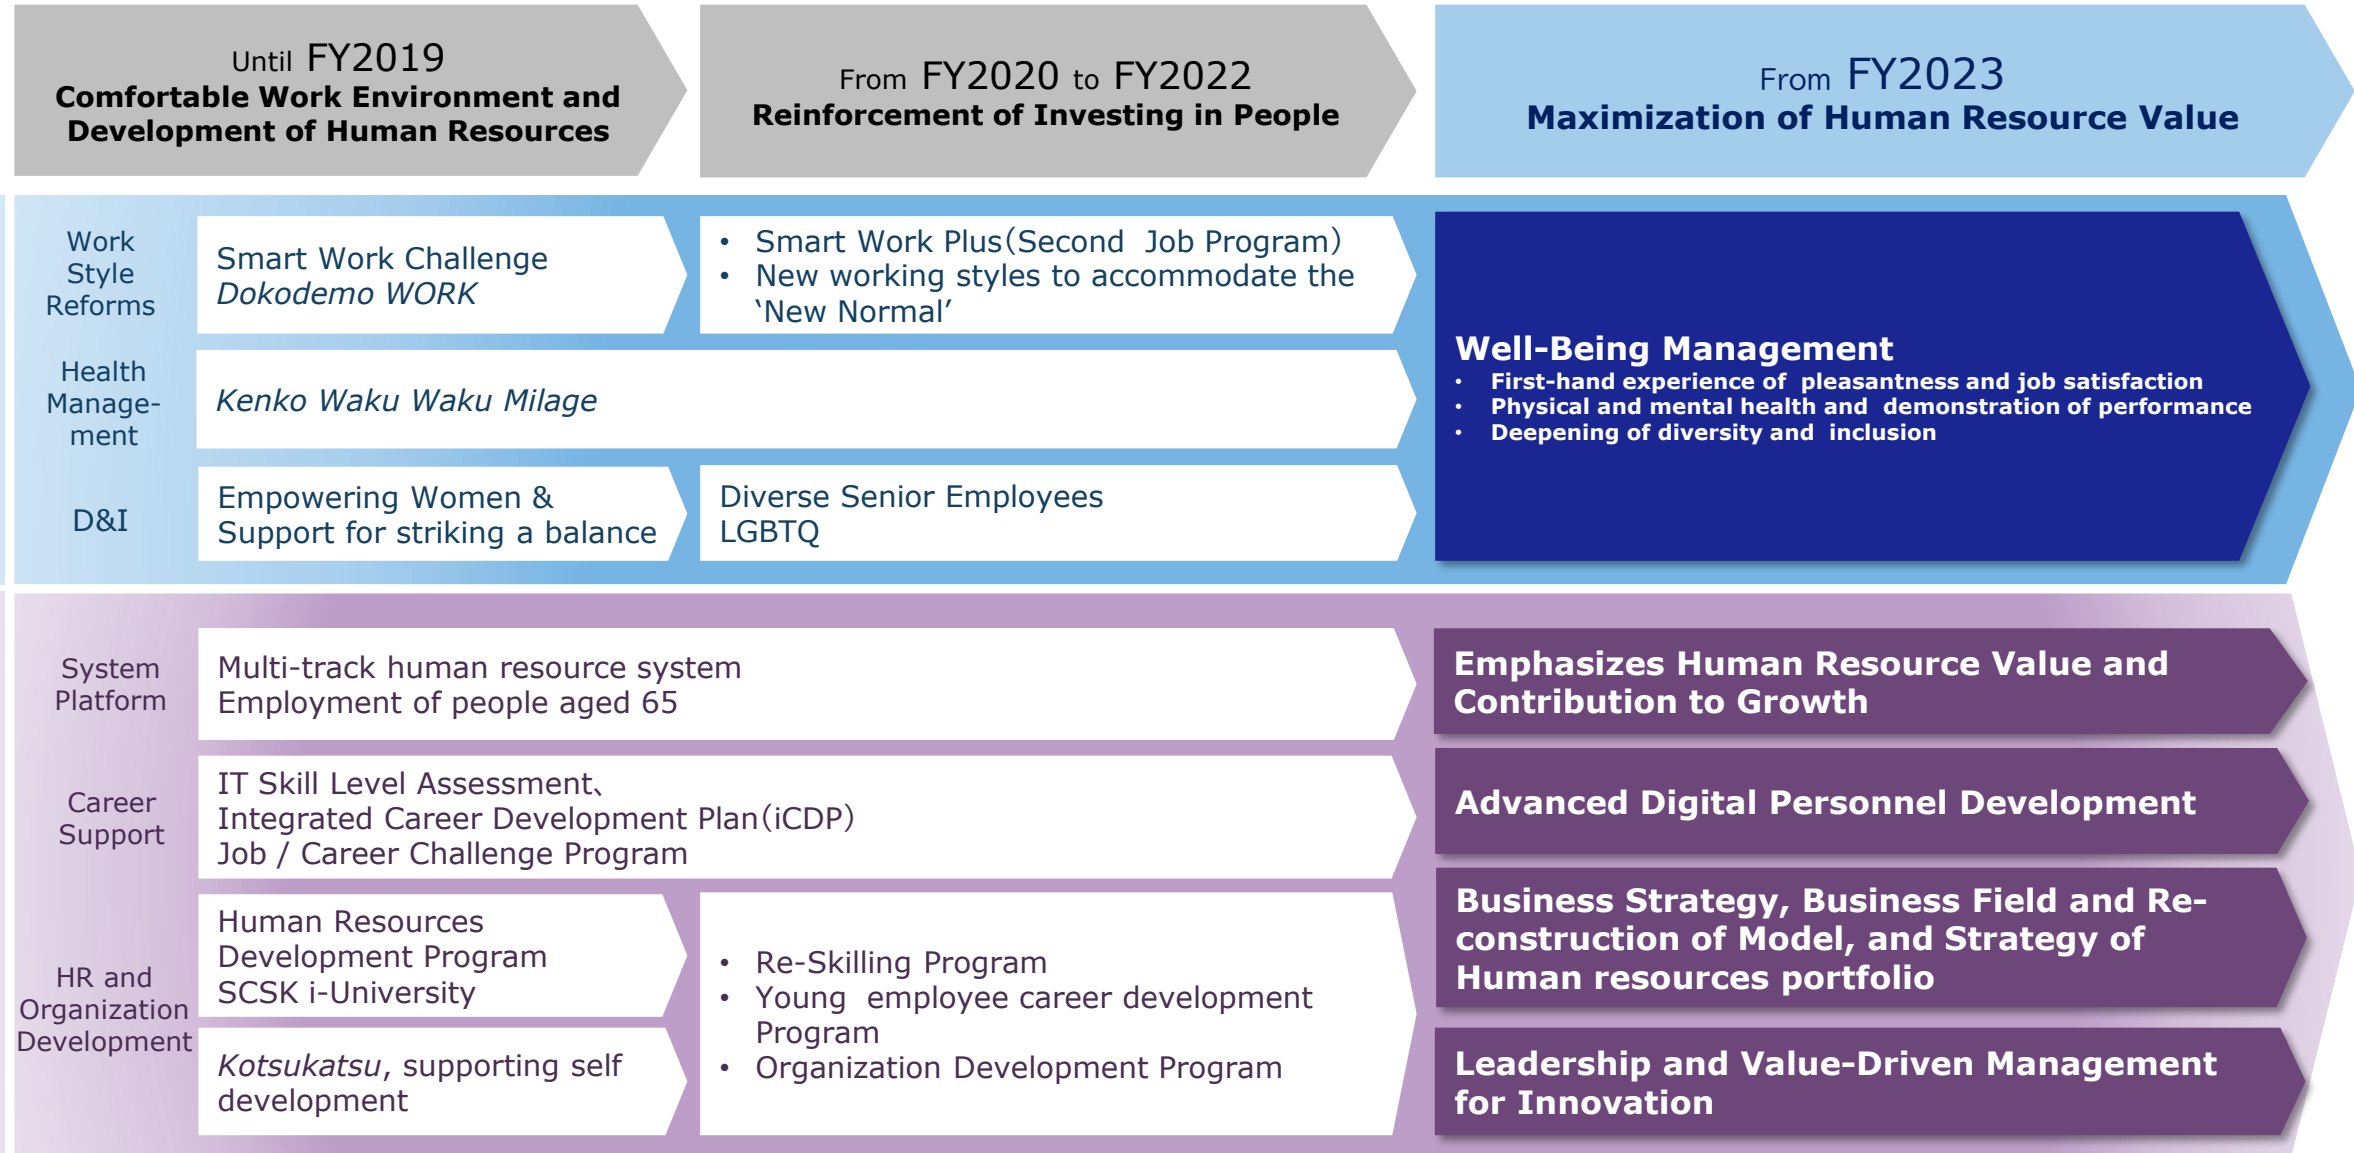 Until FY2019
Comfortable Work Environment and
Development of Human Resources
From FY2020 to FY2022
Reinforcement of Investing in People
From FY2023
Maximization of Human Resource Value
Work
Style
Reforms
Smart Work Challenge
Dokodemo WORK
• Smart Work Plus（Second Job Program）
• New working styles to accommodate the
‘New Normal’
Health
Manage-
ment
Kenko Waku Waku Milage
D&I
Empowering Women &
Support for striking a balance
Diverse Senior Employees
LGBTQ
Well-Being Management
• First-hand experience of pleasantness and job satisfaction
• Physical and mental health and demonstration of performance
• Deepening of diversity and inclusion
System
Platform
Multi-track human resource system
Employment of people aged 65
Emphasizes Human Resource Value and
Contribution to Growth
Career
Support
IT Skill Level Assessment、
Integrated Career Development Plan（iCDP）
Job / Career Challenge Program
Advanced Digital Personnel Development
HR and
Organization
Development
Human Resources
Development Program
SCSK i-University
Kotsukatsu, supporting self
development
• Re-Skilling Program
• Young employee career development
Program
• Organization Development Program
Business Strategy, Business Field and Re-
construction of Model, and Strategy of
Human resources portfolio
Leadership and Value-Driven Management
for Innovation